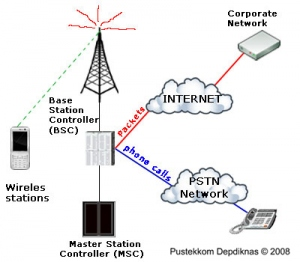 Corporate
Network
Base
Station
Controller
(BSC)
INTERNET
Packets
phone calls
Wireles
stations
PSTN
Network
Master Station
Controller (MSC)
Pustekkom Depdiknas © 2008